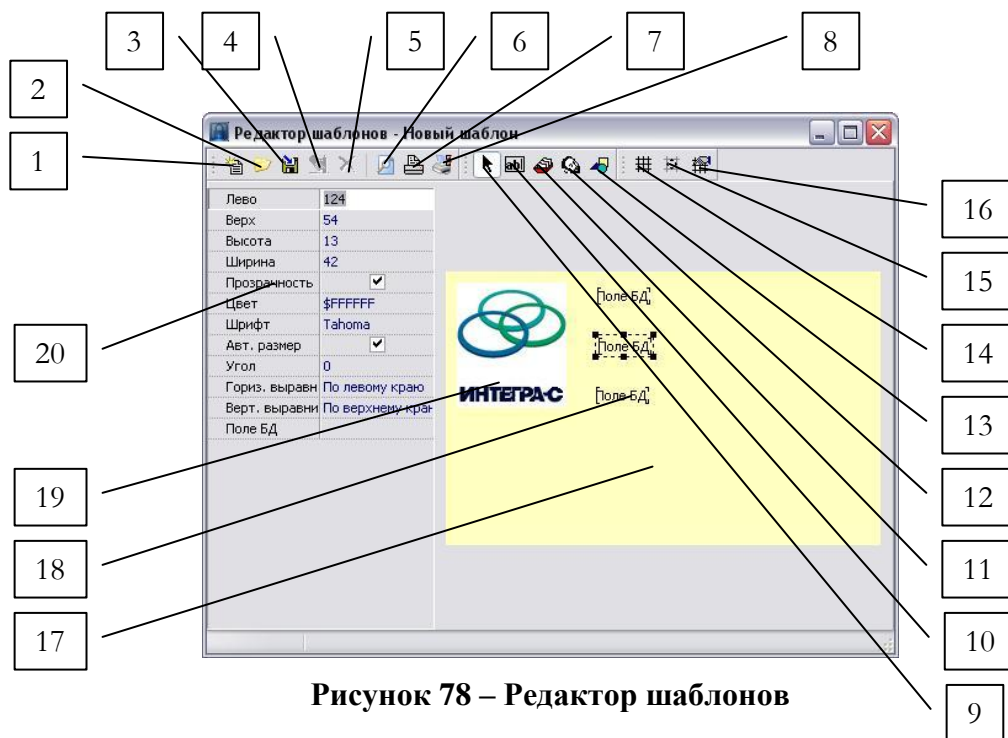 3 4 5 6 7 8
2
1
Редактор шаблонов - Новый шаблон
ab
Лево 124
Верх 54
Высота 13
Ширина 42
Прозрачность
Цвет $FFFFFF
Шрифт Tahoma
Авт. размер
Угол 0
Гориз. выравн По левому краю
Верт. выравни По верхнему кра
Поле БД
Поле БД
Поле БД
Поле БД
ИНТЕГРА-С
16
15
14
13
12
11
10
9
20
19
18
17
Рисунок 78 – Редактор шаблонов